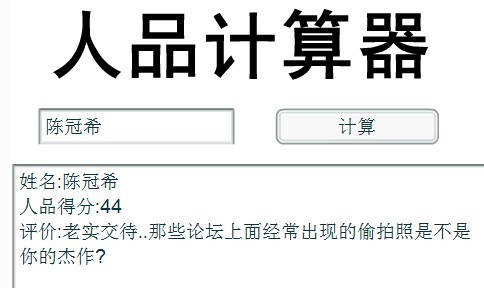 人品计算器
陈冠希
计算
姓名:陈冠希
人品得分:44
评价:老实交待..那些论坛上面经常出现的偷拍照是不是
你的杰作?